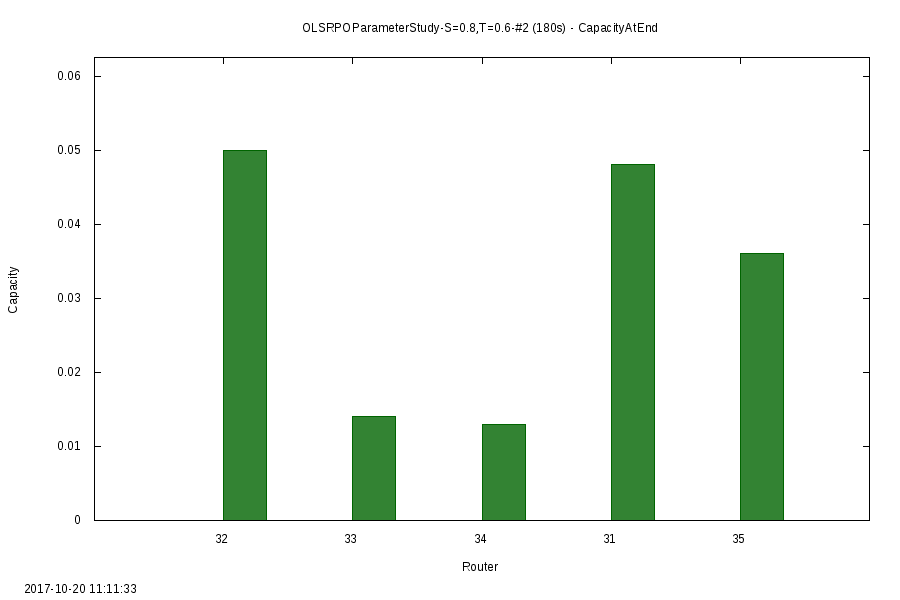 OLSRPOParameterStudy-S=0.8,T=0.6-#2 (180s) - CapacityAtEnd
0.06
0.05
0.04
0.03
0.02
0.01
0
Capacity
32 33 34 31 35
Router
2017-10-20 11:11:33